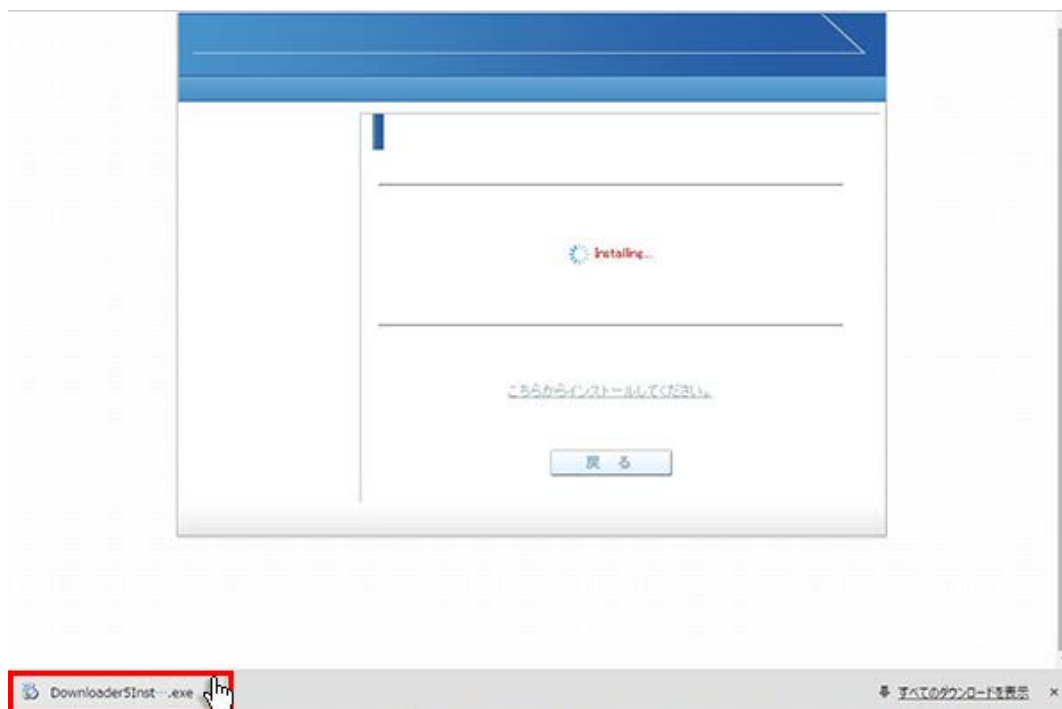 Installing...
こちらからインストールしてください。
戻 る
Downloader5Inst….exe
すべてのダウンロードを表示 ×